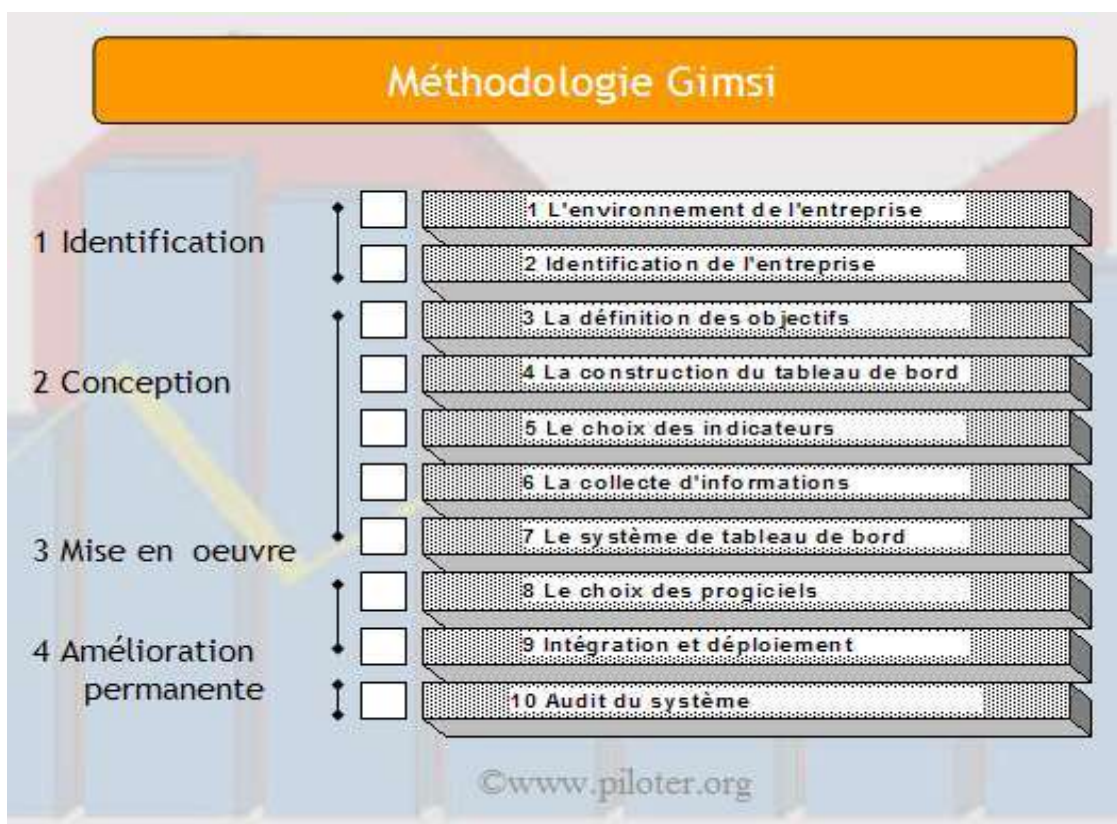 Méthodologie Gimsi
1 Identification
1 L'environnement de l'entreprise
2 Identification de l'entreprise
2 Conception
3 La définition des objectifs
4 La construction du tableau de bord
5 Le choix des indicateurs
6 La collecte d'informations
7 Le système de tableau de bord
3 Mise en oeuvre
8 Le choix des progiciels
9 Intégration et déploiement
4 Amélioration
permanente
10 Audit du système
©www.piloter.org